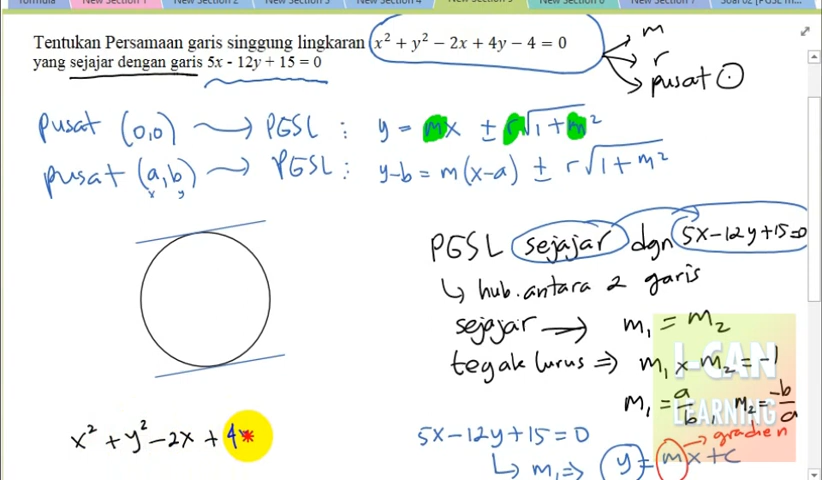 Tentukan Persamaan garis singgung lingkaran x² + y² − 2x + 4y − 4 = 0
yang sejajar dengan garis 5x - 12y + 15 = 0
m
r
pusat ⊙
pusat (0,0) → PGSL : y = mx ± r√1+m²
pusat (a,b) → PGSL : y−b = m(x−a) ± r√1+m²
x y
PGSL sejajar dgn 5x−12y+15=0
↳ hub. antara 2 garis
sejajar → m₁ = m₂
tegak lurus ⇒ m₁ × m₂ = −1
m₁ = a/b, m₂ = −b/a
I-CAN
LEARNING
x² + y² − 2x + 4
5x−12y+15=0
→ gradien
↳ m₁ ⇒ y = mx + c